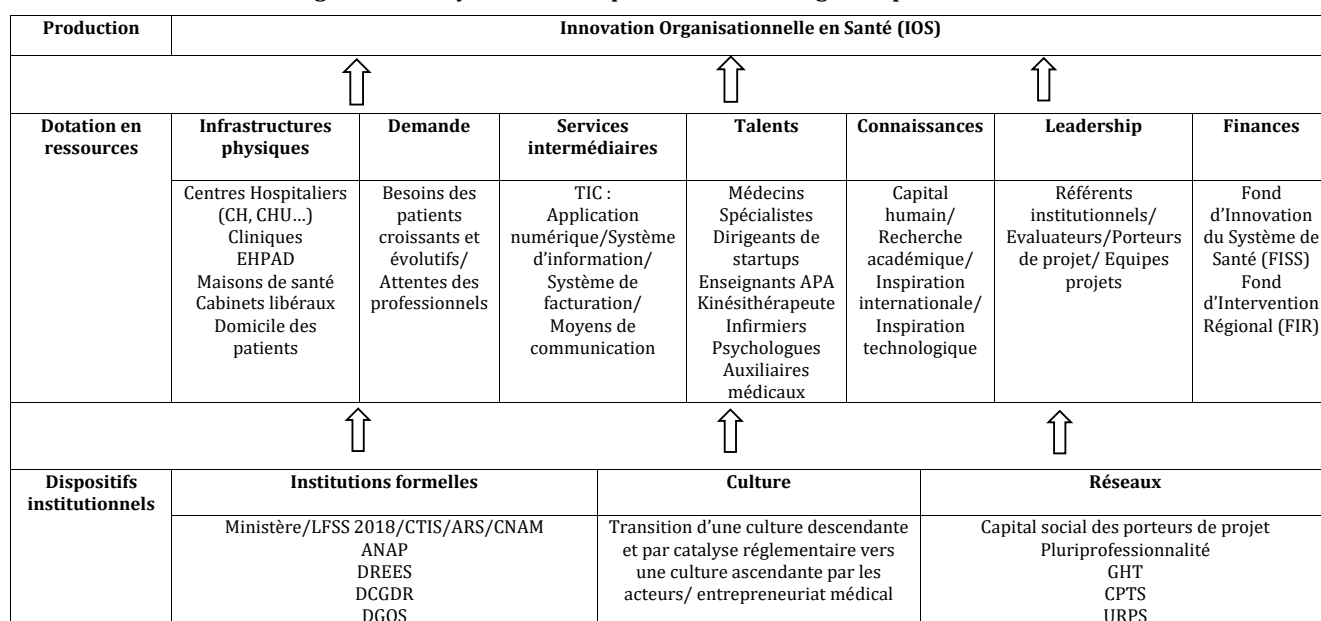 Production
Innovation Organisationnelle en Santé (IOS)
Dotation en
ressources
Infrastructures
physiques
Demande
Services
intermédiaires
Talents
Connaissances
Leadership
Finances
Centres Hospitaliers
(CH, CHU…)
Cliniques
EHPAD
Maisons de santé
Cabinets libéraux
Domicile des
patients
Besoins des
patients
croissants et
évolutifs/
Attentes des
professionnels
TIC :
Application
numérique/Système
d'information/
Système de
facturation/
Moyens de
communication
Médecins
Spécialistes
Dirigeants de
startups
Enseignants APA
Kinésithérapeute
Infirmiers
Psychologues
Auxiliaires
médicaux
Capital
humain/
Recherche
académique/
Inspiration
internationale/
Inspiration
technologique
Référents
institutionnels/
Evaluateurs/Porteurs
de projet/ Equipes
projets
Fond
d'Innovation
du Système de
Santé (FISS)
Fond
d'Intervention
Régional (FIR)
Dispositifs
institutionnels
Institutions formelles
Culture
Réseaux
Ministère/LFSS 2018/CTIS/ARS/CNAM
ANAP
DREES
DCGDR
DGOS
Transition d'une culture descendante
et par catalyse réglementaire vers
une culture ascendante par les
acteurs/ entrepreneuriat médical
Capital social des porteurs de projet
Pluriprofessionnalité
GHT
CPTS
URPS